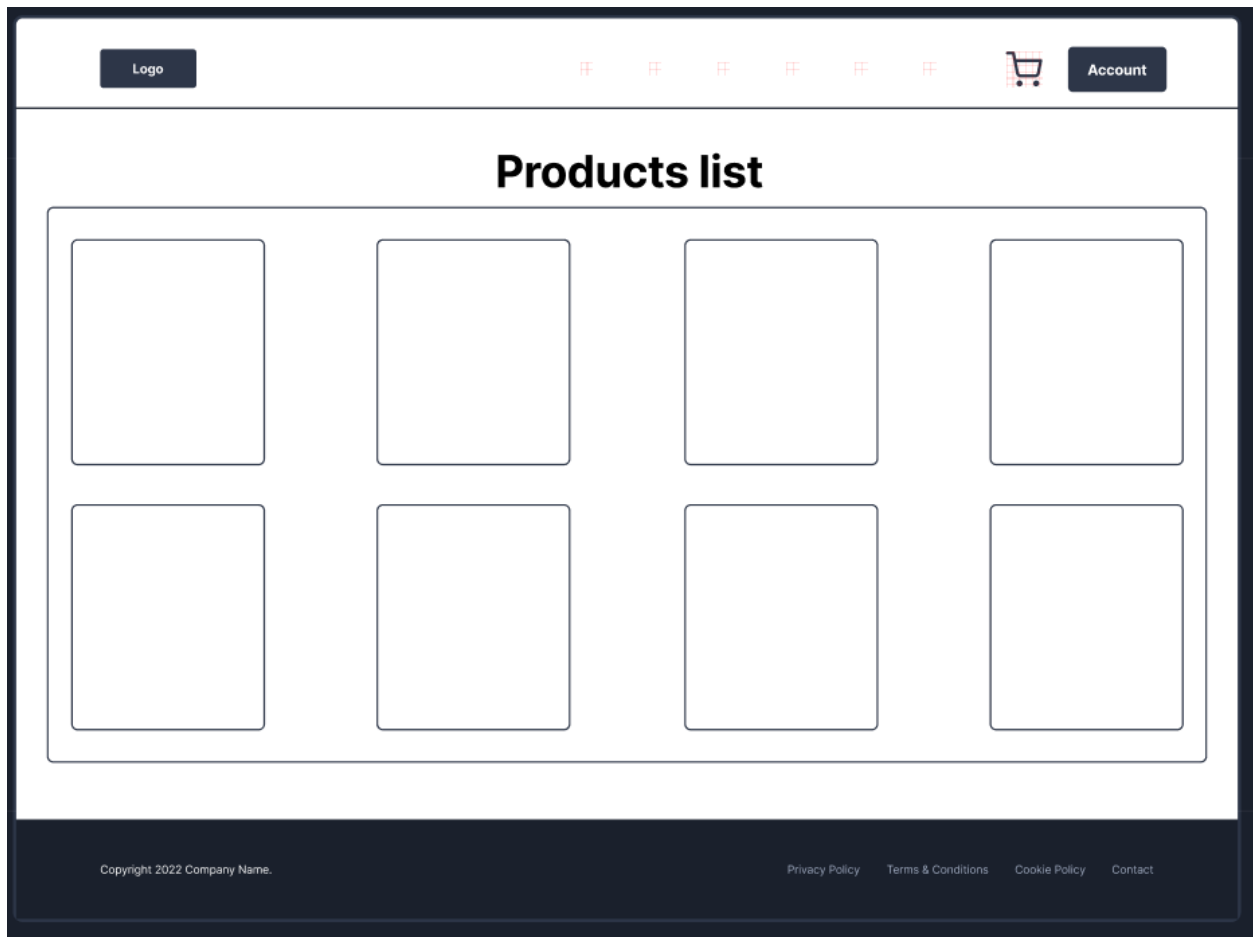 Logo
Account
Products list
Copyright 2022 Company Name.
Privacy Policy
Terms & Conditions
Cookie Policy
Contact